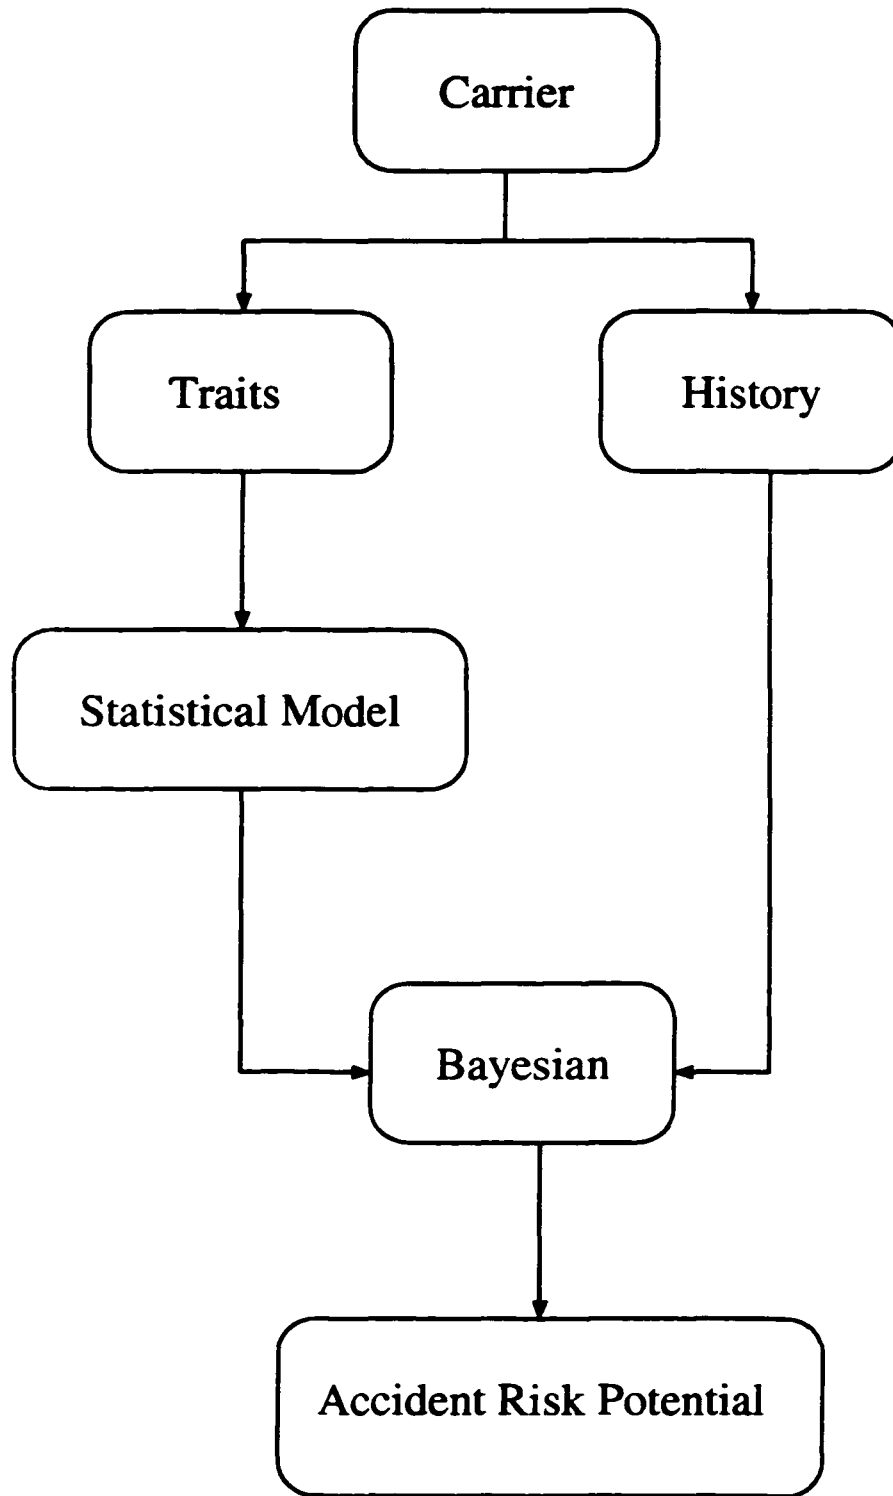 Carrier
Traits
History
Statistical Model
Bayesian
Accident Risk Potential